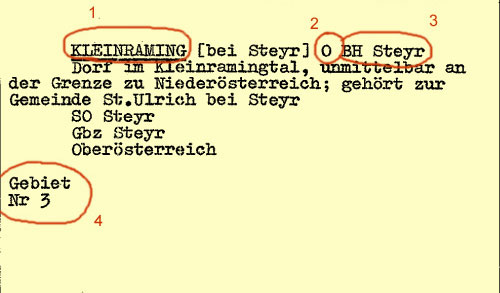 1. 2 3
KLEINRAMING [bei Steyr] O BH Steyr
Dorf im Kleinramingtal, unmittelbar an
der Grenze zu Niederösterreich; gehört zur
Gemeinde St.Ulrich bei Steyr
SO Steyr
Gbz Steyr
Oberösterreich
Gebiet
Nr 3
4